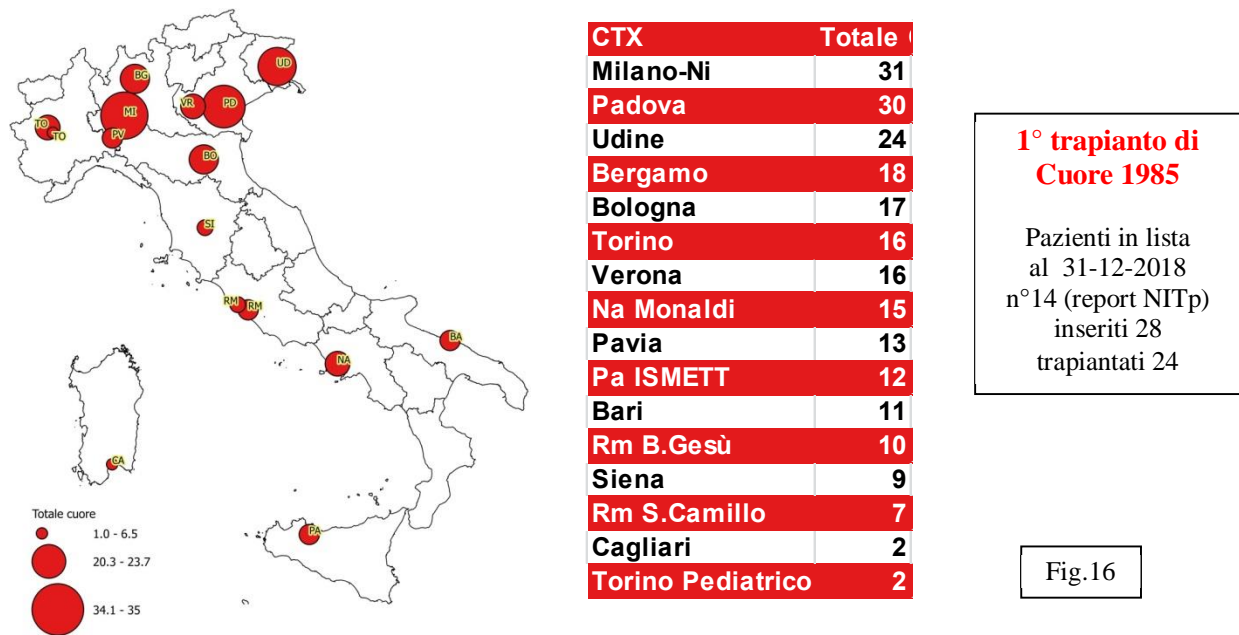 UD
BG
VR
PD
MI
TO
TO
PV
BO
SI
RM
RM
BA
NA
CA
PA
Totale cuore
1.0 - 6.5
20.3 - 23.7
34.1 - 35
CTX Totale (
Milano-Ni 31
Padova 30
Udine 24
Bergamo 18
Bologna 17
Torino 16
Verona 16
Na Monaldi 15
Pavia 13
Pa ISMETT 12
Bari 11
Rm B.Gesù 10
Siena 9
Rm S.Camillo 7
Cagliari 2
Torino Pediatrico 2
1° trapianto di
Cuore 1985
Pazienti in lista
al 31-12-2018
n°14 (report NITp)
inseriti 28
trapiantati 24
Fig.16